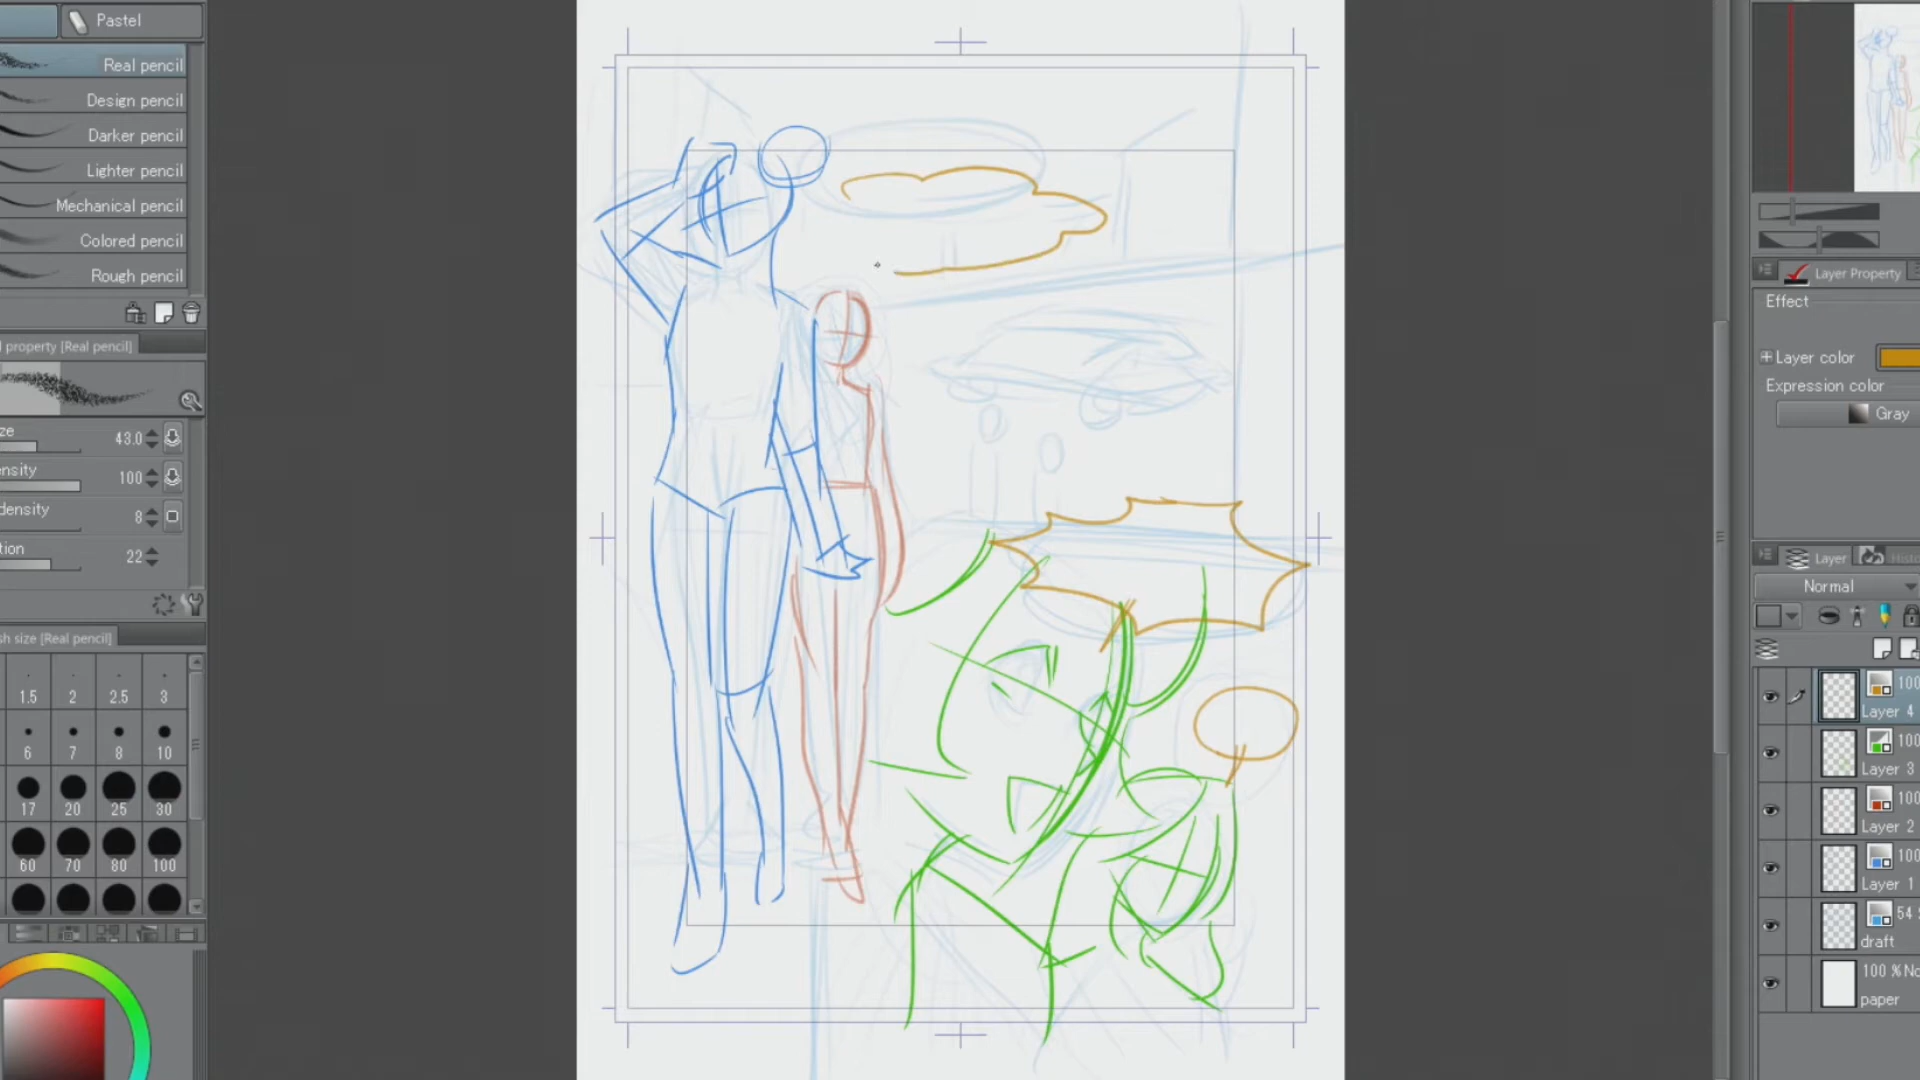 Pastel
Real pencil
Design pencil
Darker pencil
Lighter pencil
Mechanical pencil
Colored pencil
Rough pencil
property [Real pencil]
ze
43.0
ensity
100
density
8
tion
22
sh size [Real pencil]
1.5 2 2.5 3
6 7 8 10
17 20 25 30
60 70 80 100
Layer Property
Effect
Layer color
Expression color
Gray
Layer Histo
Normal
100
Layer 4
100
Layer 3
100
Layer 2
100
Layer 1
54
draft
100 % No
paper